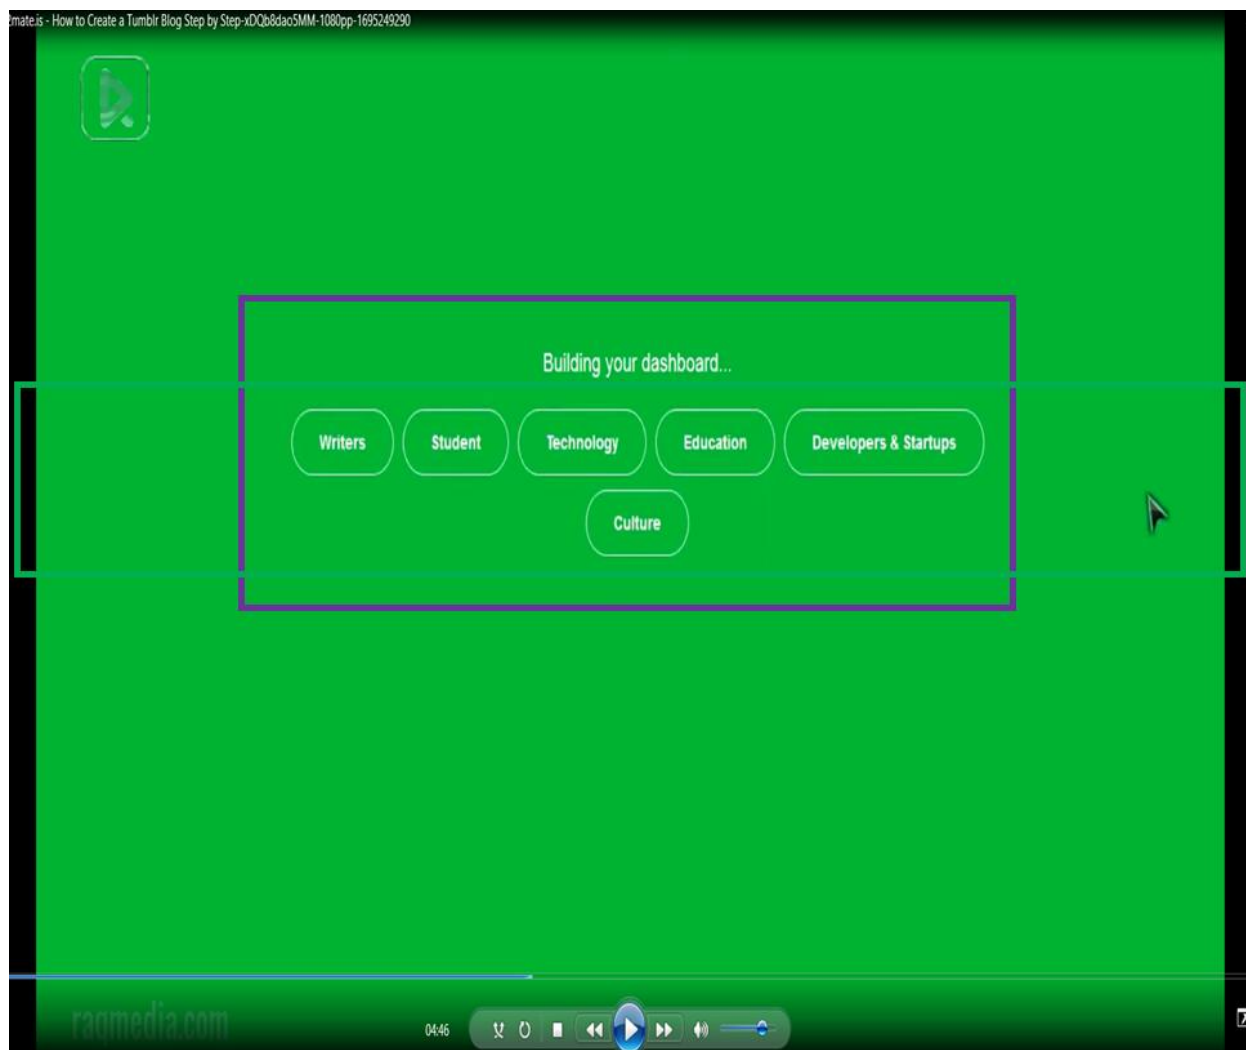 2mate.is - How to Create a Tumblr Blog Step by Step-xDQb8dao5MM-1080pp-1695249290
Building your dashboard...
Writers Student Technology Education Developers & Startups
Culture
raqmedia.com
04:46